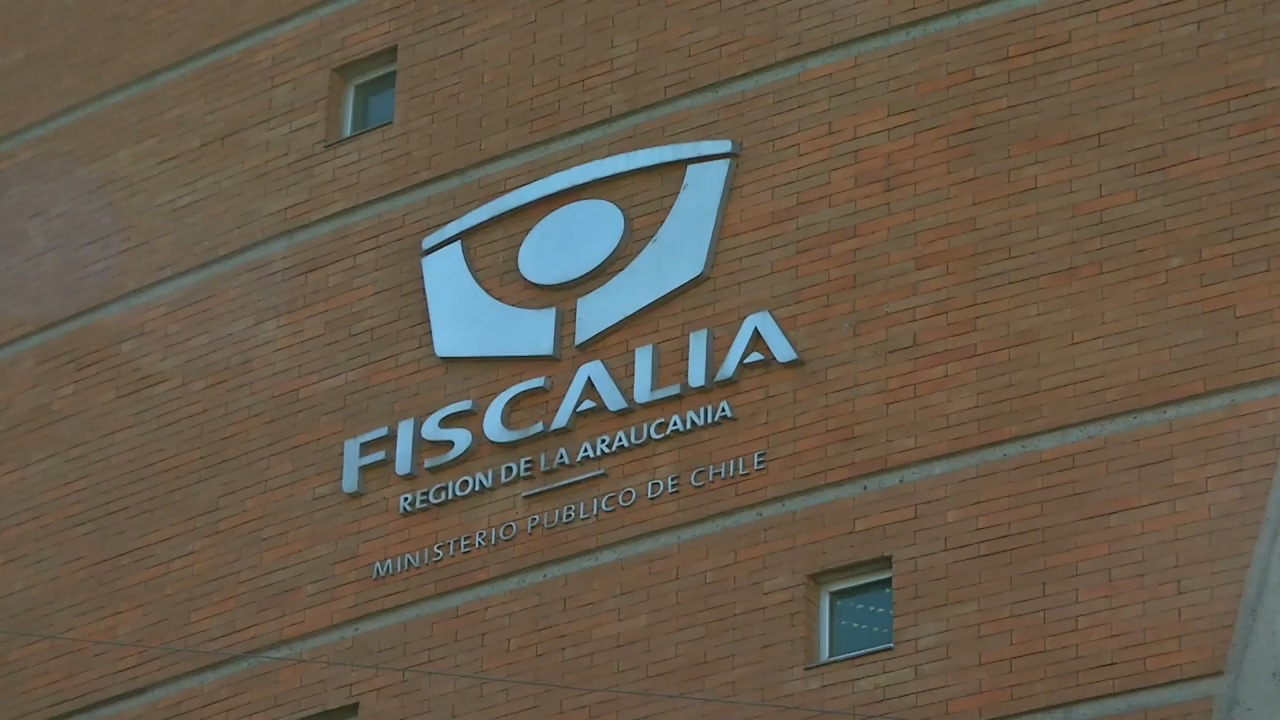 FISCALIA
REGION DE LA ARAUCANIA
MINISTERIO PUBLICO DE CHILE